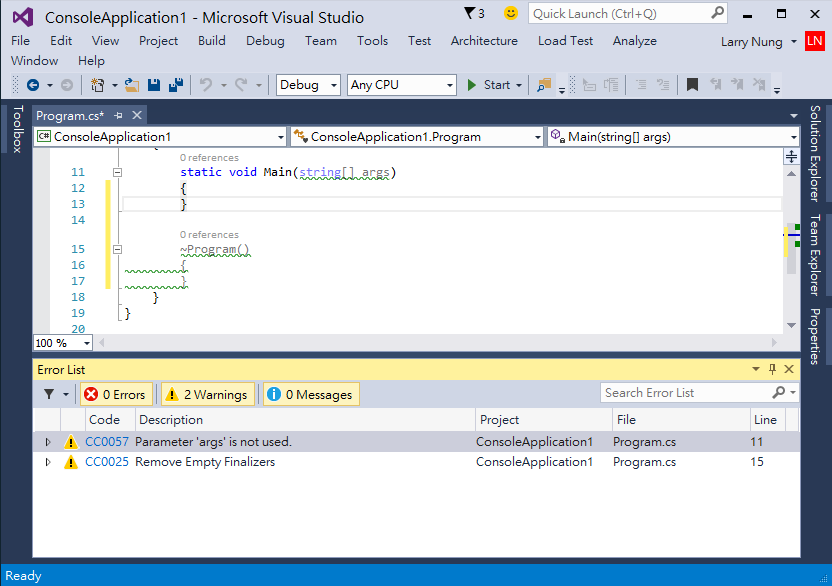 ConsoleApplication1 - Microsoft Visual Studio
3
Quick Launch (Ctrl+Q)
File Edit View Project Build Debug Team Tools Test Architecture Load Test Analyze
Larry Nung
LN
Window Help
Debug
Any CPU
Start
Toolbox
Program.cs*
C# ConsoleApplication1
ConsoleApplication1.Program
Main(string[] args)
0 references
11 static void Main(string[] args)
12 {
13 }
14
0 references
15 ~Program()
16 {
17 }
18 }
19 }
20
100 %
Solution Explorer
Team Explorer
Properties
Error List
0 Errors
2 Warnings
0 Messages
Search Error List
Code Description Project File Line
CC0057 Parameter 'args' is not used. ConsoleApplication1 Program.cs 11
CC0025 Remove Empty Finalizers ConsoleApplication1 Program.cs 15
Ready